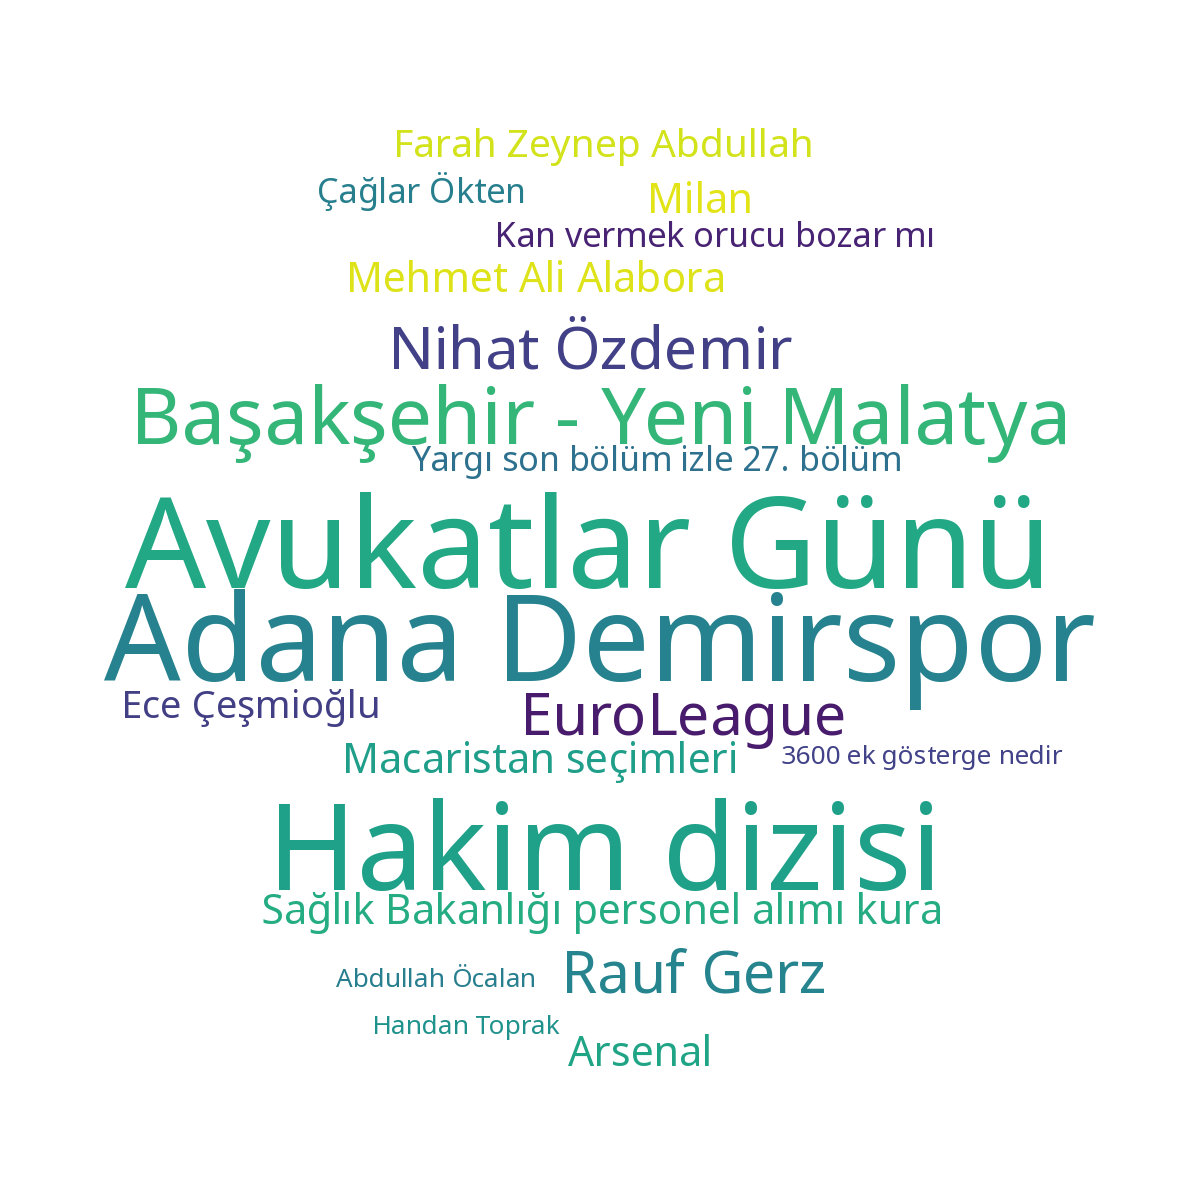 Farah Zeynep Abdullah
Çağlar Ökten
Milan
Kan vermek orucu bozar mı
Mehmet Ali Alabora
Nihat Özdemir
Başakşehir - Yeni Malatya
Yargı son bölüm izle 27. bölüm
Avukatlar Günü
Adana Demirspor
Ece Çeşmioğlu
EuroLeague
Macaristan seçimleri
3600 ek gösterge nedir
Hakim dizisi
Sağlık Bakanlığı personel alımı kura
Rauf Gerz
Abdullah Öcalan
Handan Toprak
Arsenal